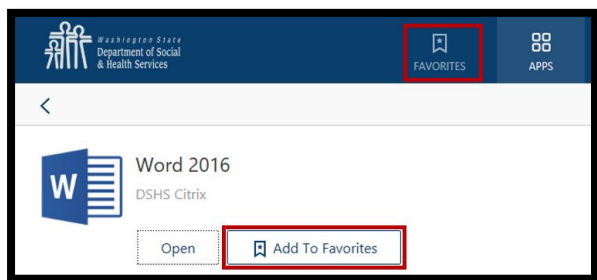 Washington State
Department of Social
& Health Services
FAVORITES
APPS
Word 2016
W
DSHS Citrix
Open
Add To Favorites